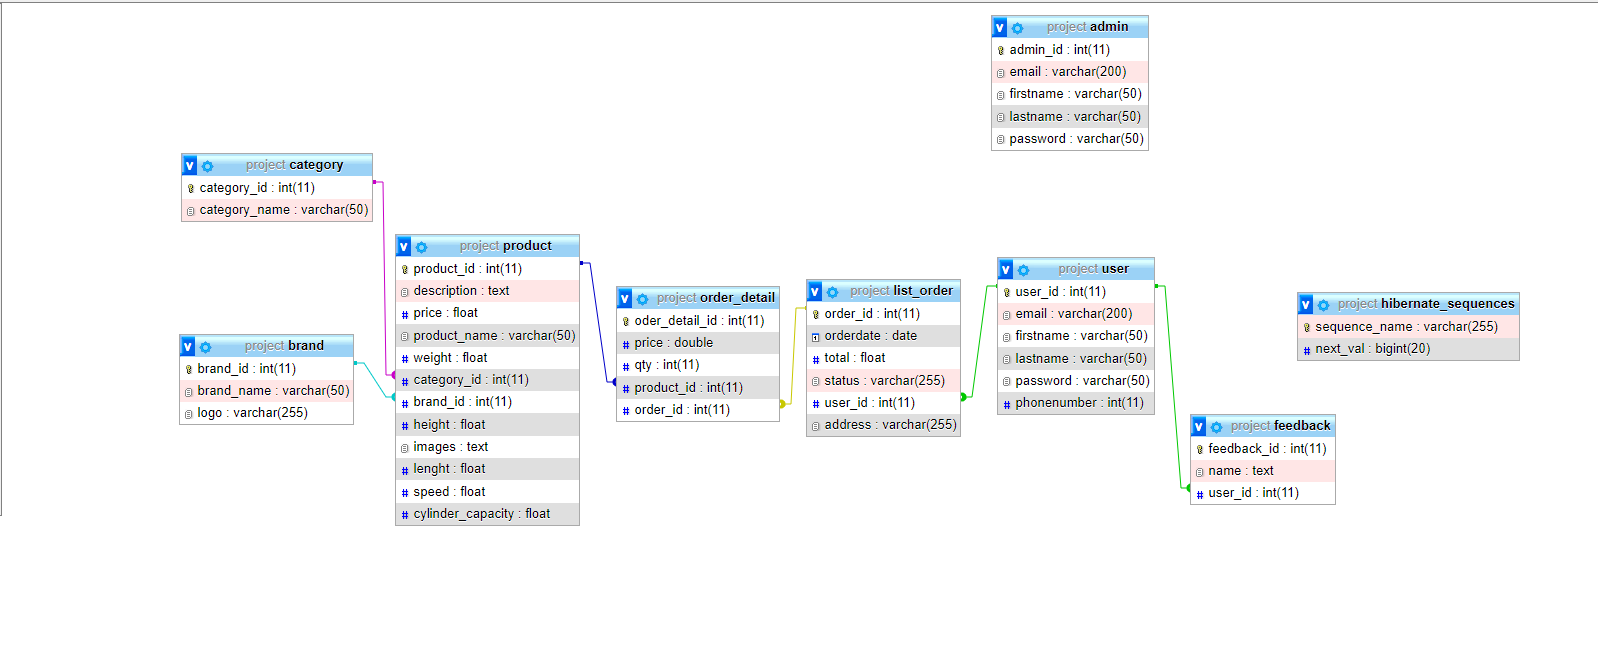 project admin
admin_id : int(11)
email : varchar(200)
firstname : varchar(50)
lastname : varchar(50)
password : varchar(50)
project category
category_id : int(11)
category_name : varchar(50)
project brand
brand_id : int(11)
brand_name : varchar(50)
logo : varchar(255)
project product
product_id : int(11)
description : text
price : float
product_name : varchar(50)
weight : float
category_id : int(11)
brand_id : int(11)
height : float
images : text
lenght : float
speed : float
cylinder_capacity : float
project order_detail
oder_detail_id : int(11)
price : double
qty : int(11)
product_id : int(11)
order_id : int(11)
project list_order
order_id : int(11)
orderdate : date
total : float
status : varchar(255)
user_id : int(11)
address : varchar(255)
project user
user_id : int(11)
email : varchar(200)
firstname : varchar(50)
lastname : varchar(50)
password : varchar(50)
phonenumber : int(11)
project feedback
feedback_id : int(11)
name : text
user_id : int(11)
project hibernate_sequences
sequence_name : varchar(255)
next_val : bigint(20)